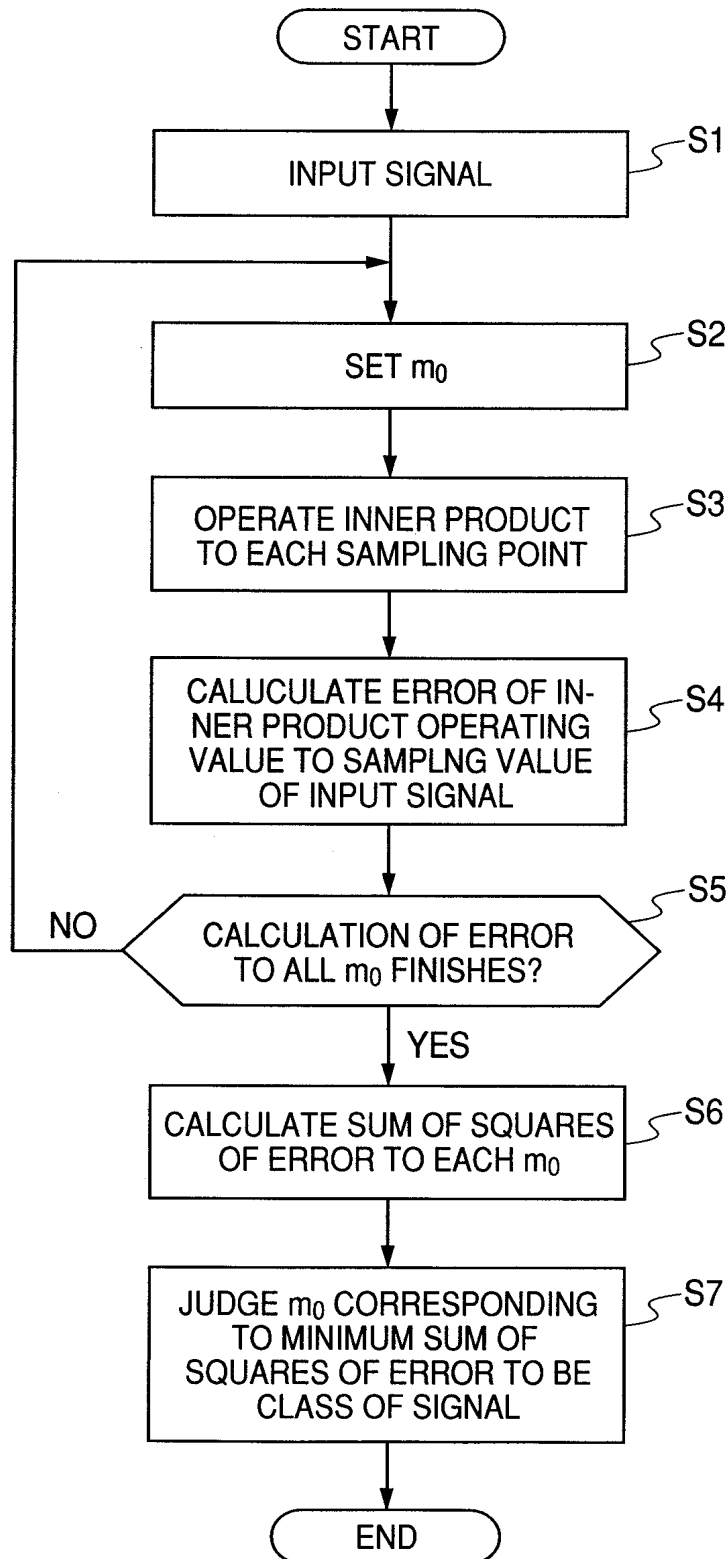 START
S1
INPUT SIGNAL
S2
SET m₀
S3
OPERATE INNER PRODUCT
TO EACH SAMPLING POINT
S4
CALUCULATE ERROR OF IN-
NER PRODUCT OPERATING
VALUE TO SAMPLNG VALUE
OF INPUT SIGNAL
S5
NO
CALCULATION OF ERROR
TO ALL m₀ FINISHES?
YES
S6
CALCULATE SUM OF SQUARES
OF ERROR TO EACH m₀
S7
JUDGE m₀ CORRESPONDING
TO MINIMUM SUM OF
SQUARES OF ERROR TO BE
CLASS OF SIGNAL
END